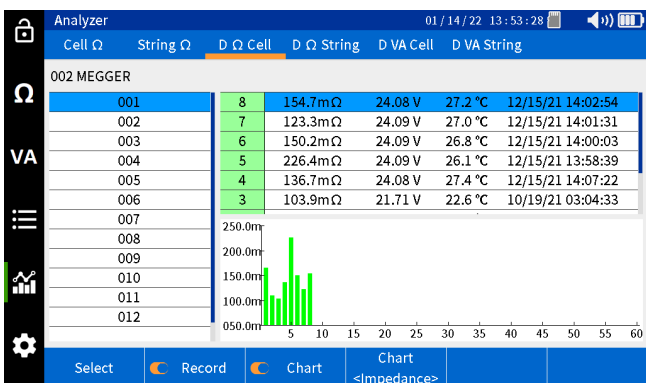 Analyzer 01/14/22 13:53:28
Cell Ω String Ω D Ω Cell D Ω String D VA Cell D VA String
002 MEGGER
Ω
VA
001
002
003
004
005
006
007
008
009
010
011
012
8 154.7mΩ 24.08 V 27.2 °C 12/15/21 14:02:54
7 123.3mΩ 24.09 V 27.0 °C 12/15/21 14:01:31
6 150.2mΩ 24.09 V 26.8 °C 12/15/21 14:00:03
5 226.4mΩ 24.09 V 26.1 °C 12/15/21 13:58:39
4 136.7mΩ 24.08 V 27.4 °C 12/15/21 14:07:22
3 103.9mΩ 21.71 V 22.6 °C 10/19/21 03:04:33
250.0m
200.0m
150.0m
100.0m
050.0m
5 10 15 20 25 30 35 40 45 50 55 60
Select Record Chart Chart
<Impedance>